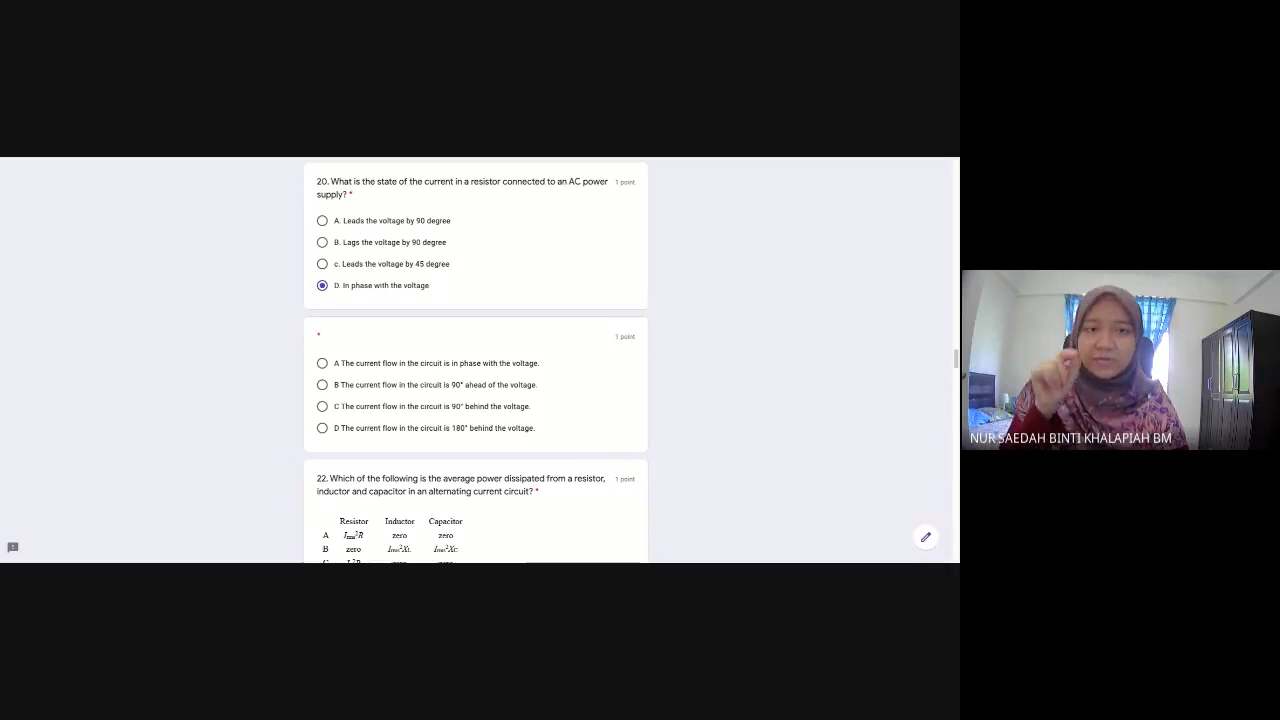 20. What is the state of the current in a resistor connected to an AC power 1 point
supply? *
A. Leads the voltage by 90 degree
B. Lags the voltage by 90 degree
c. Leads the voltage by 45 degree
D. In phase with the voltage
* 1 point
A The current flow in the circuit is in phase with the voltage.
B The current flow in the circuit is 90° ahead of the voltage.
C The current flow in the circuit is 90° behind the voltage.
D The current flow in the circuit is 180° behind the voltage.
22. Which of the following is the average power dissipated from a resistor, 1 point
inductor and capacitor in an alternating current circuit? *
Resistor Inductor Capacitor
A Irms²R zero zero
B zero Irms²XL Irms²XC
NUR SAEDAH BINTI KHALAPIAH BM